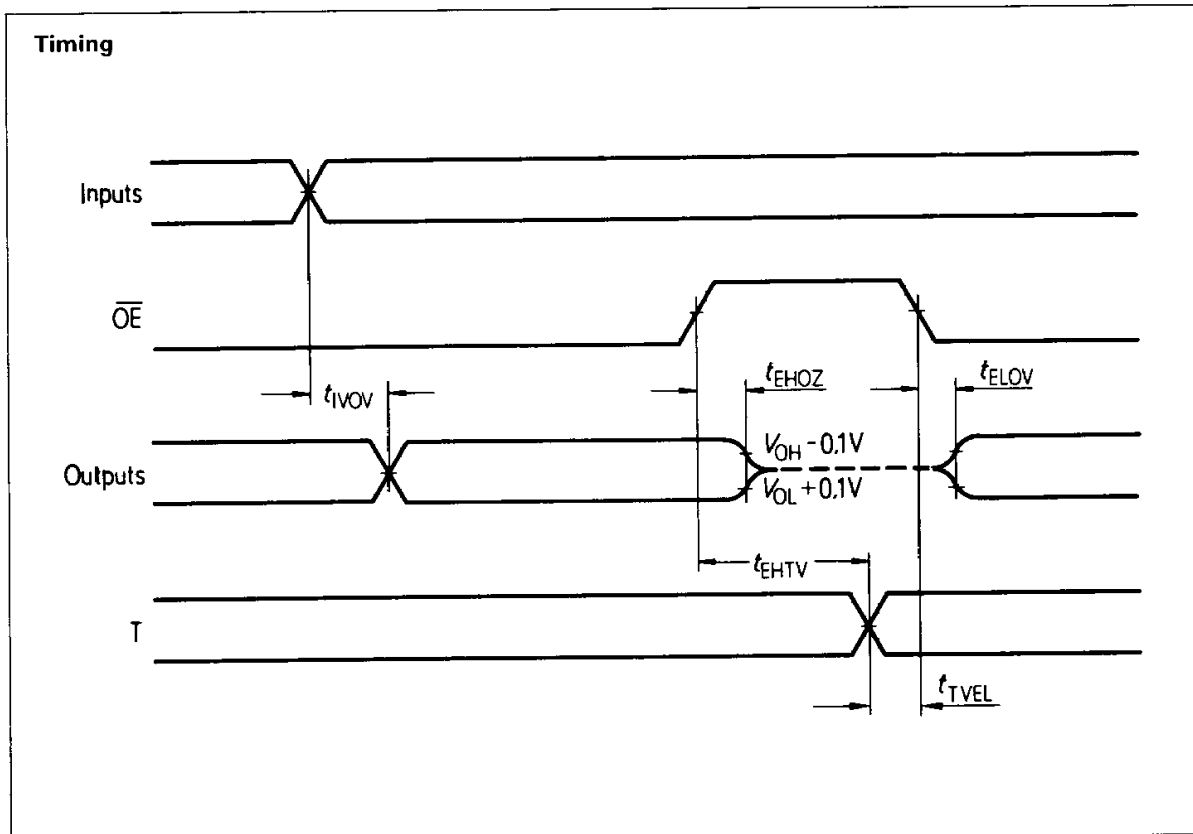 Timing
Inputs
OE
tIVOV
tEHOZ
tELOV
Outputs
VOH −0.1V
VOL +0.1V
tEHTV
T
tTVEL